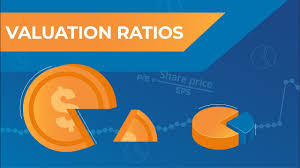 VALUATION RATIOS
$
P/E = Share price
EPS